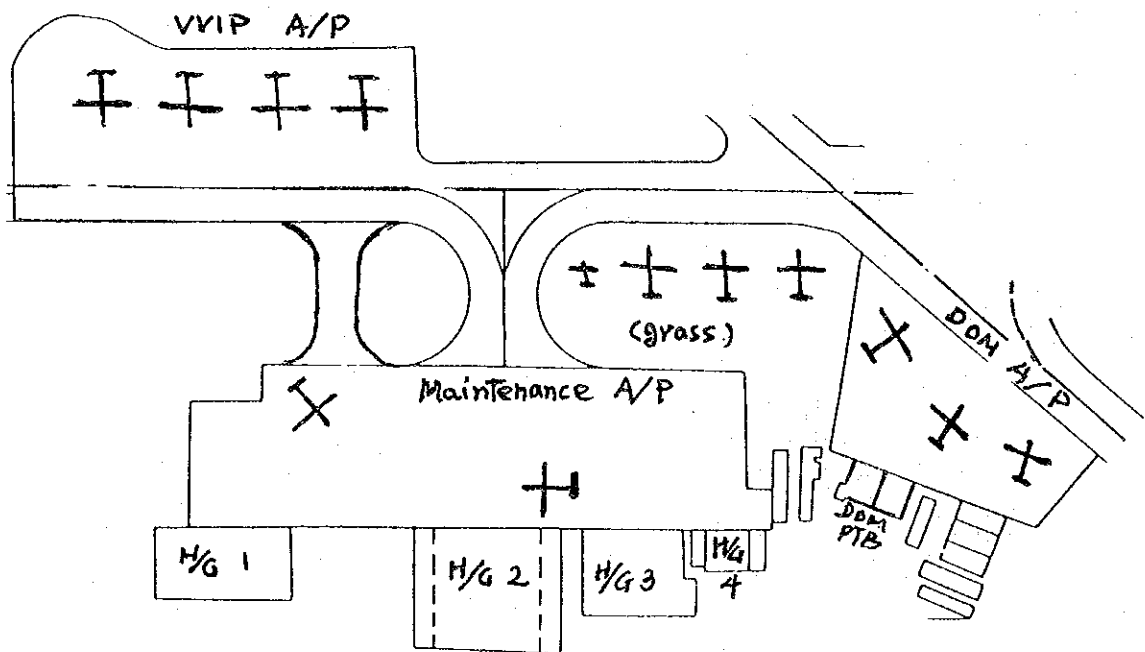 VVIP A/P
(grass.)
DOM A/P
Maintenance A/P
DOM
PTB
H/G 1
H/G 2
H/G 3
H/G
4